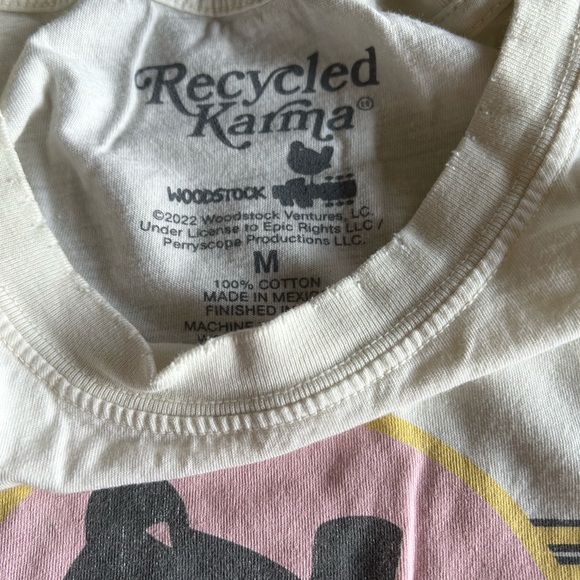 Recycled
Karma®
WOODSTOCK
©2022 Woodstock Ventures, LC.
Under License to Epic Rights LLC /
Perryscope Productions LLC.
M
100% COTTON
MADE IN MEXICO
FINISHED IN
MACHINE